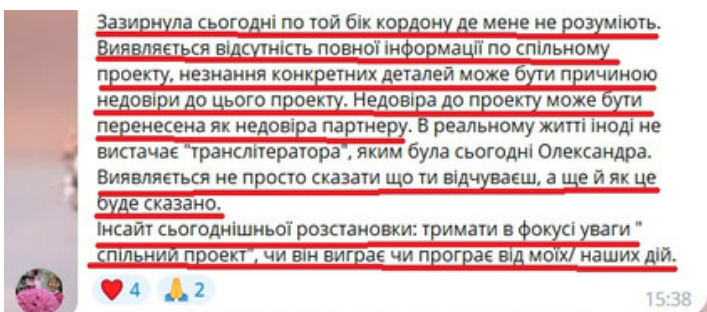 Зазирнула сьогодні по той бік кордону де мене не розуміють.
Виявляється відсутність повної інформації по спільному
проекту, незнання конкретних деталей може бути причиною
недовіри до цього проекту. Недовіра до проекту може бути
перенесена як недовіра партнеру. В реальному житті іноді не
вистачає "транслітератора", яким була сьогодні Олександра.
Виявляється не просто сказати що ти відчуваєш, а ще й як це
буде сказано.
Інсайт сьогоднішньої розстановки: тримати в фокусі уваги "
спільний проект", чи він виграє чи програє від моїх/ наших дій.
4 2
15:38